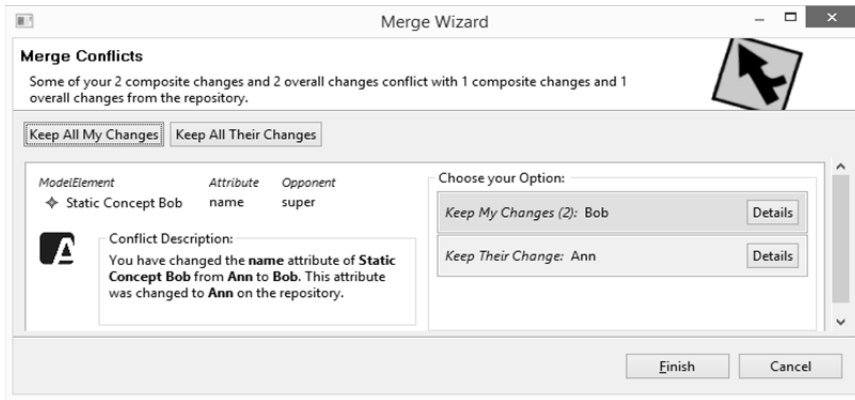 Merge Wizard
Merge Conflicts
Some of your 2 composite changes and 2 overall changes conflict with 1 composite changes and 1
overall changes from the repository.
Keep All My Changes Keep All Their Changes
ModelElement Attribute Opponent
Static Concept Bob name super
Conflict Description:
You have changed the name attribute of Static
Concept Bob from Ann to Bob. This attribute
was changed to Ann on the repository.
Choose your Option:
Keep My Changes (2): Bob Details
Keep Their Change: Ann Details
Finish Cancel